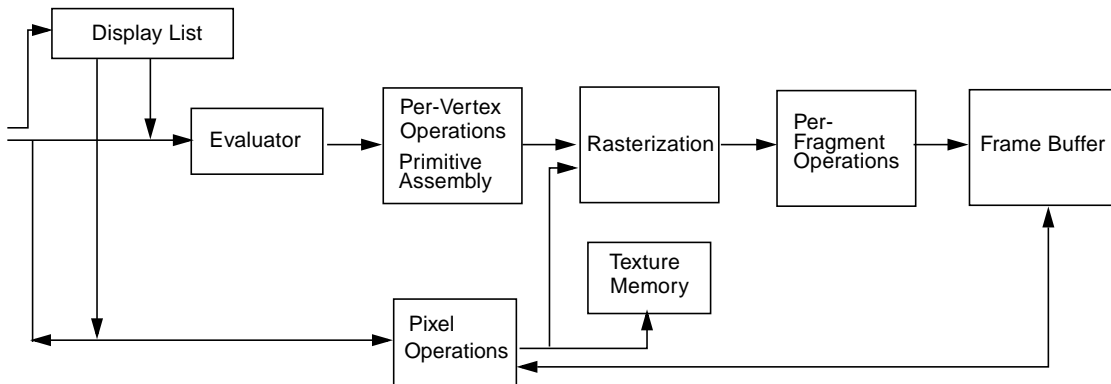 Display List
Evaluator
Per-Vertex
Operations
Primitive
Assembly
Rasterization
Per-
Fragment
Operations
Frame Buffer
Texture
Memory
Pixel
Operations